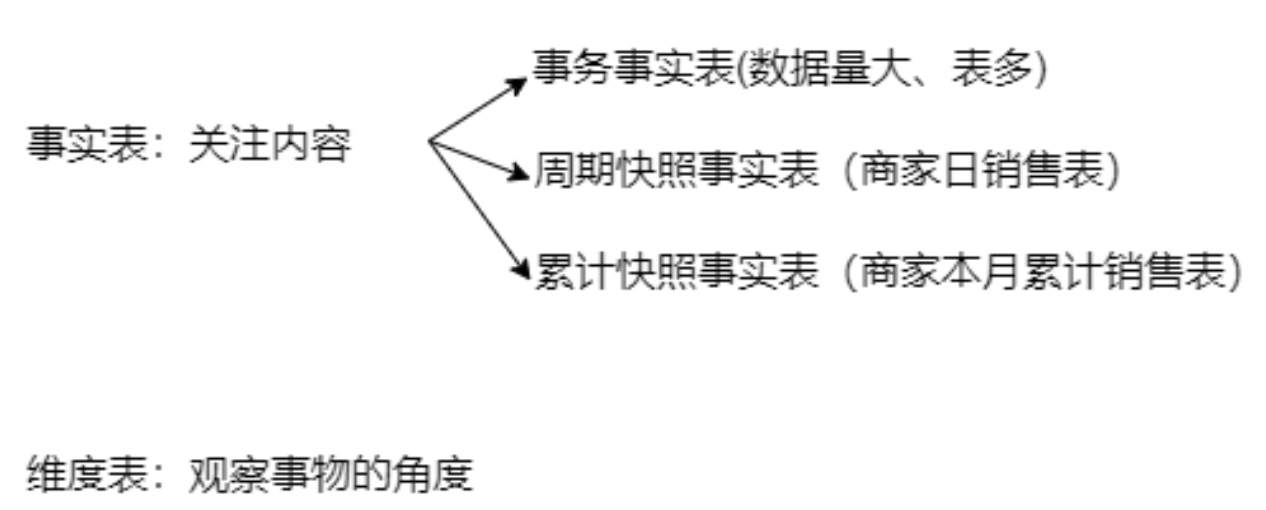 事务事实表(数据量大、表多)
事实表：关注内容
周期快照事实表（商家日销售表）
累计快照事实表（商家本月累计销售表）
维度表：观察事物的角度